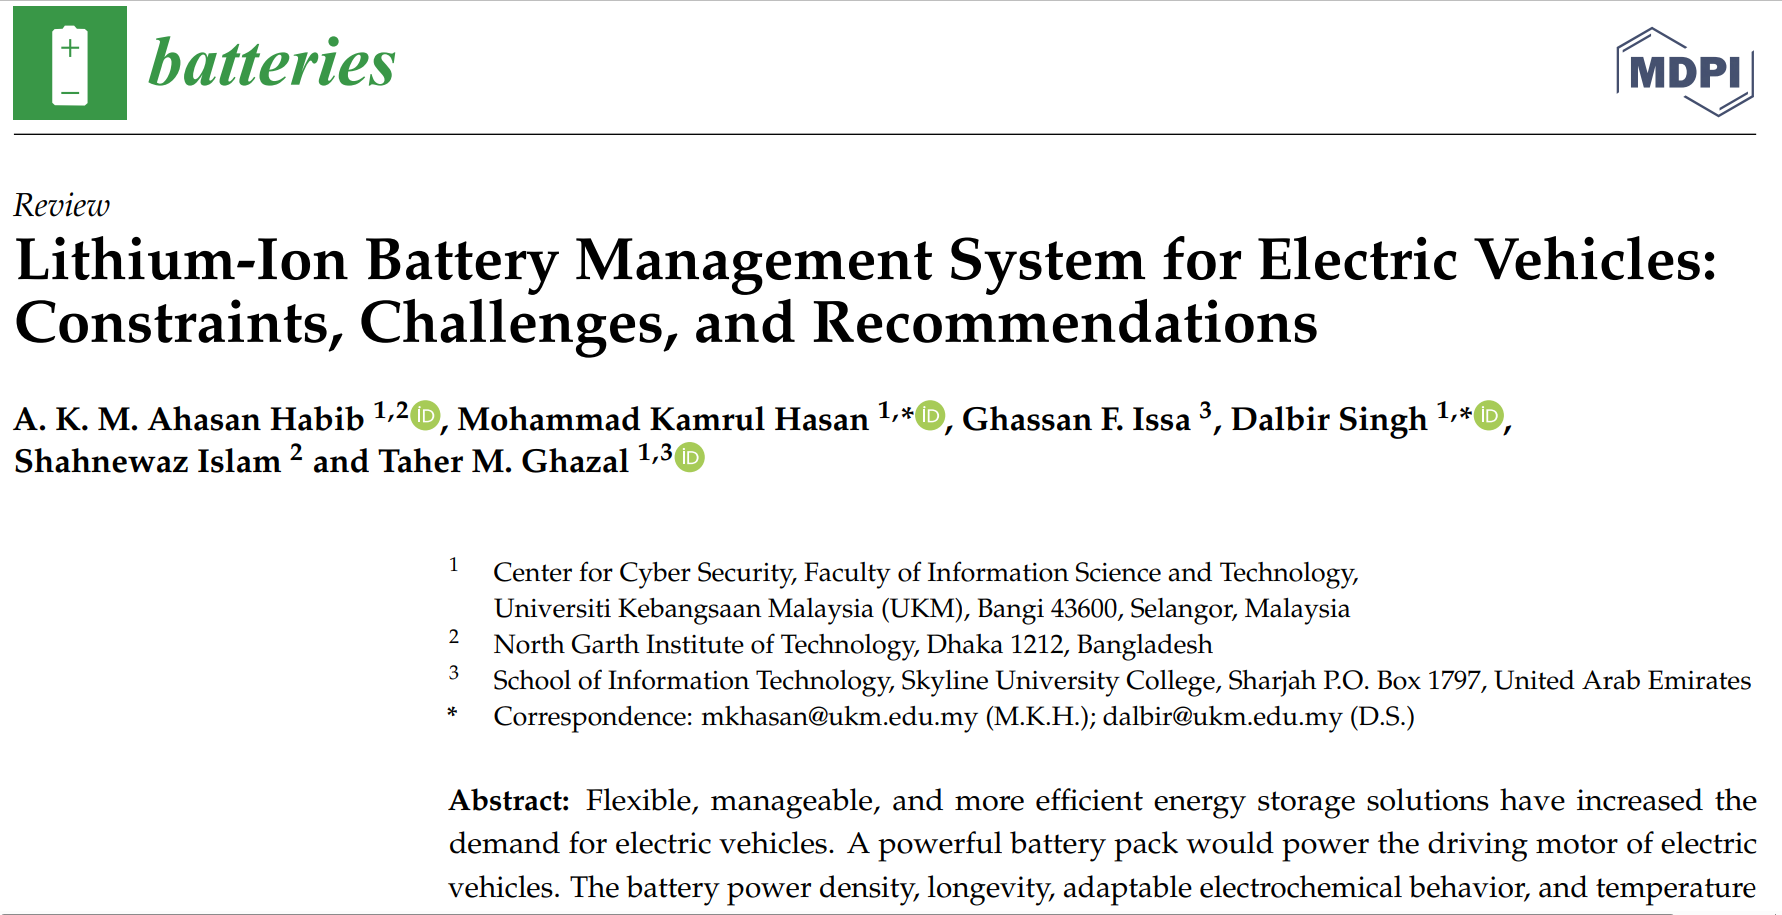 batteries
MDPI
Review
Lithium-Ion Battery Management System for Electric Vehicles:
Constraints, Challenges, and Recommendations
A. K. M. Ahasan Habib 1,2 iD, Mohammad Kamrul Hasan 1,* iD, Ghassan F. Issa 3, Dalbir Singh 1,* iD,
Shahnewaz Islam 2 and Taher M. Ghazal 1,3 iD
1 Center for Cyber Security, Faculty of Information Science and Technology,
Universiti Kebangsaan Malaysia (UKM), Bangi 43600, Selangor, Malaysia
2 North Garth Institute of Technology, Dhaka 1212, Bangladesh
3 School of Information Technology, Skyline University College, Sharjah P.O. Box 1797, United Arab Emirates
* Correspondence: mkhasan@ukm.edu.my (M.K.H.); dalbir@ukm.edu.my (D.S.)
Abstract: Flexible, manageable, and more efficient energy storage solutions have increased the
demand for electric vehicles. A powerful battery pack would power the driving motor of electric
vehicles. The battery power density, longevity, adaptable electrochemical behavior, and temperature